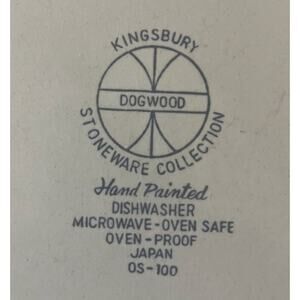 KINGSBURY
DOGWOOD
STONEWARE COLLECTION
Hand Painted
DISHWASHER
MICROWAVE-OVEN SAFE
OVEN-PROOF
JAPAN
OS-100